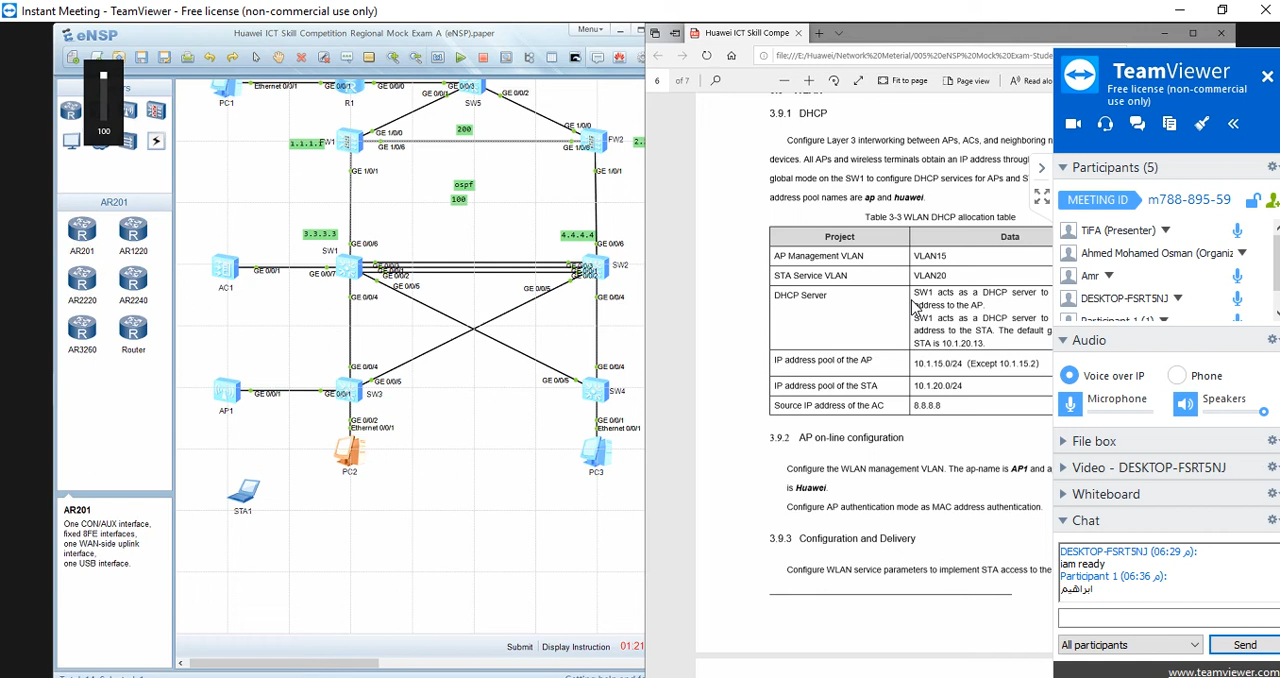 Instant Meeting - TeamViewer - Free license (non-commercial use only)
eNSP
Huawei ICT Skill Competition Regional Mock Exam A (eNSP).paper
Menu
100
AR201
AR201
AR1220
AR2220
AR2240
AR3260
Router
AR201
One CON/AUX interface,
fixed 8FE interfaces,
one WAN-side uplink
interface,
one USB interface.
PC1
Ethernet 0/0/1
GE 0/0/1
R1
GE 0/0/0
GE 0/0/3
SW5
GE 0/0/2
GE 1/0/0
200
GE 1/0/0
1.1.1.1
FW1
GE 1/0/6
GE 1/0/6
FW2
2.
GE 1/0/1
GE 1/0/1
ospf
100
3.3.3.3
4.4.4.4
SW1
GE 0/0/6
GE 0/0/6
GE 0/0/1
GE 0/0/7
AC1
SW2
GE 0/0/5
GE 0/0/5
GE 0/0/4
GE 0/0/4
GE 0/0/4
GE 0/0/4
GE 0/0/5
GE 0/0/5
GE 0/0/1
GE 0/0/1
AP1
SW3
SW4
GE 0/0/1
Ethernet 0/0/1
GE 0/0/1
Ethernet 0/0/1
PC2
PC3
STA1
Submit
Display Instruction
01:21
Huawei ICT Skill Compe
file:///E:/Huawei/Network%20Meterial/005%20eNSP%20Mock%20Exam-Stude
6 of 7
Fit to page
Page view
Read alo
3.9.1 DHCP
Configure Layer 3 interworking between APs, ACs, and neighboring n
devices. All APs and wireless terminals obtain an IP address throug
global mode on the SW1 to configure DHCP services for APs and S
address pool names are ap and huawei.
Table 3-3 WLAN DHCP allocation table
Project
Data
AP Management VLAN
VLAN15
STA Service VLAN
VLAN20
DHCP Server
SW1 acts as a DHCP server to
address to the AP.
SW1 acts as a DHCP server to
address to the STA. The default g
STA is 10.1.20.13.
IP address pool of the AP
10.1.15.0/24 (Except 10.1.15.2)
IP address pool of the STA
10.1.20.0/24
Source IP address of the AC
8.8.8.8
3.9.2 AP on-line configuration
Configure the WLAN management VLAN. The ap-name is AP1 and a
is Huawei.
Configure AP authentication mode as MAC address authentication.
3.9.3 Configuration and Delivery
Configure WLAN service parameters to implement STA access to the
TeamViewer
Free license (non-commercial
use only)
Participants (5)
MEETING ID
m788-895-59
TiFA (Presenter)
Ahmed Mohamed Osman (Organiz
Amr
DESKTOP-FSRT5NJ
Participant 1 (1)
Audio
Voice over IP
Phone
Microphone
Speakers
File box
Video - DESKTOP-FSRT5NJ
Whiteboard
Chat
DESKTOP-FSRT5NJ (06:29 م):
iam ready
Participant 1 (06:36 م):
ابراهيم
All participants
Send
www.teamviewer.com